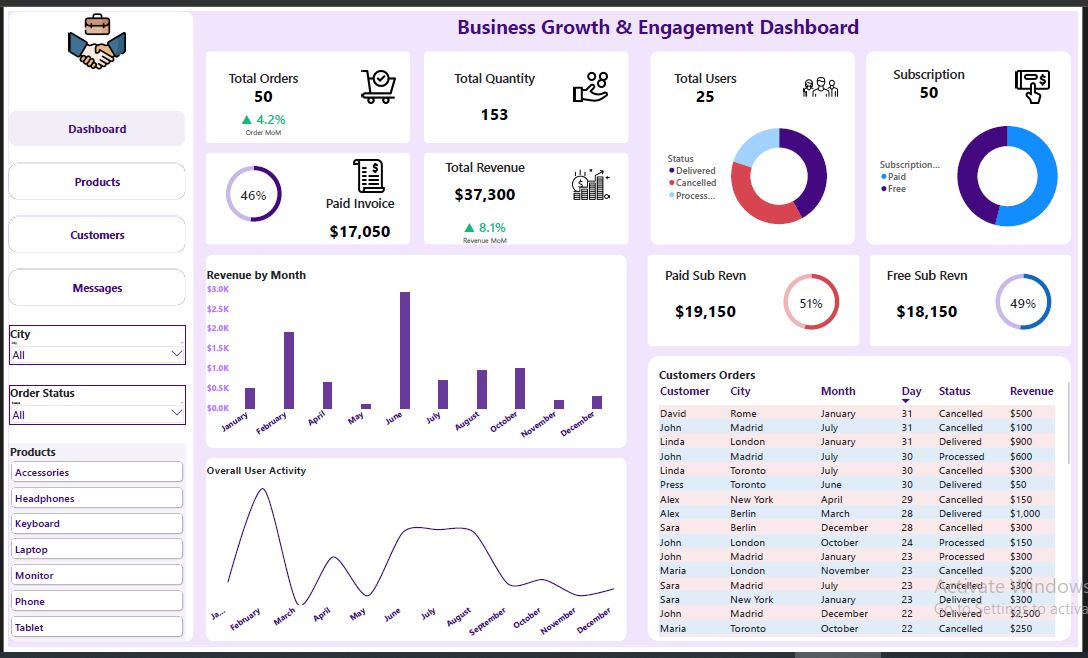 Business Growth & Engagement Dashboard
Dashboard
Products
Customers
Messages
City
All
Order Status
All
Products
Accessories
Headphones
Keyboard
Laptop
Monitor
Phone
Tablet
Total Orders
50
▲ 4.2%
Order MoM
Total Quantity
153
46%
Paid Invoice
$17,050
Total Revenue
$37,300
▲ 8.1%
Revenue MoM
Total Users
25
Status
Delivered
Cancelled
Process...
Subscription
50
Subscription...
Paid
Free
Revenue by Month
$3.0K
$2.5K
$2.0K
$1.5K
$1.0K
$0.5K
$0.0K
January February April May June July August October November December
Paid Sub Revn
$19,150
51%
Free Sub Revn
$18,150
49%
Overall User Activity
Ja... February March April May June July August September October November December
Customers Orders
Customer City Month Day Status Revenue
David Rome January 31 Cancelled $500
John Madrid July 31 Cancelled $100
Linda London January 31 Delivered $900
John Madrid July 30 Processed $600
Linda Toronto July 30 Cancelled $300
Press Toronto June 30 Delivered $50
Alex New York April 29 Cancelled $150
Alex Berlin March 28 Delivered $1,000
Sara Berlin December 28 Cancelled $300
John London October 24 Processed $150
John Madrid January 23 Processed $300
Maria London November 23 Cancelled $200
Sara Madrid July 23 Cancelled $300
Sara New York January 23 Delivered $300
John Madrid December 22 Delivered $2,500
Maria Toronto October 22 Cancelled $250
Activate Windows
Go to Settings to activa